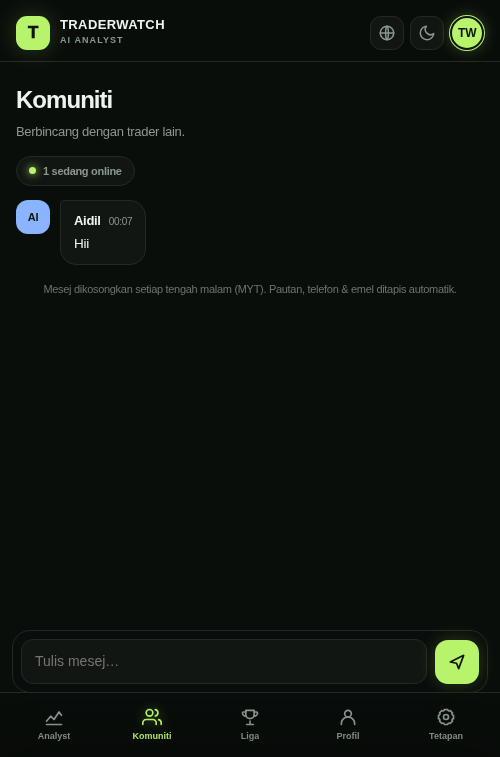 T
TRADERWATCH
AI ANALYST
TW
Komuniti
Berbincang dengan trader lain.
1 sedang online
AI
Aidil 00:07
Hii
Mesej dikosongkan setiap tengah malam (MYT). Pautan, telefon & emel ditapis automatik.
Tulis mesej…
Analyst
Komuniti
Liga
Profil
Tetapan